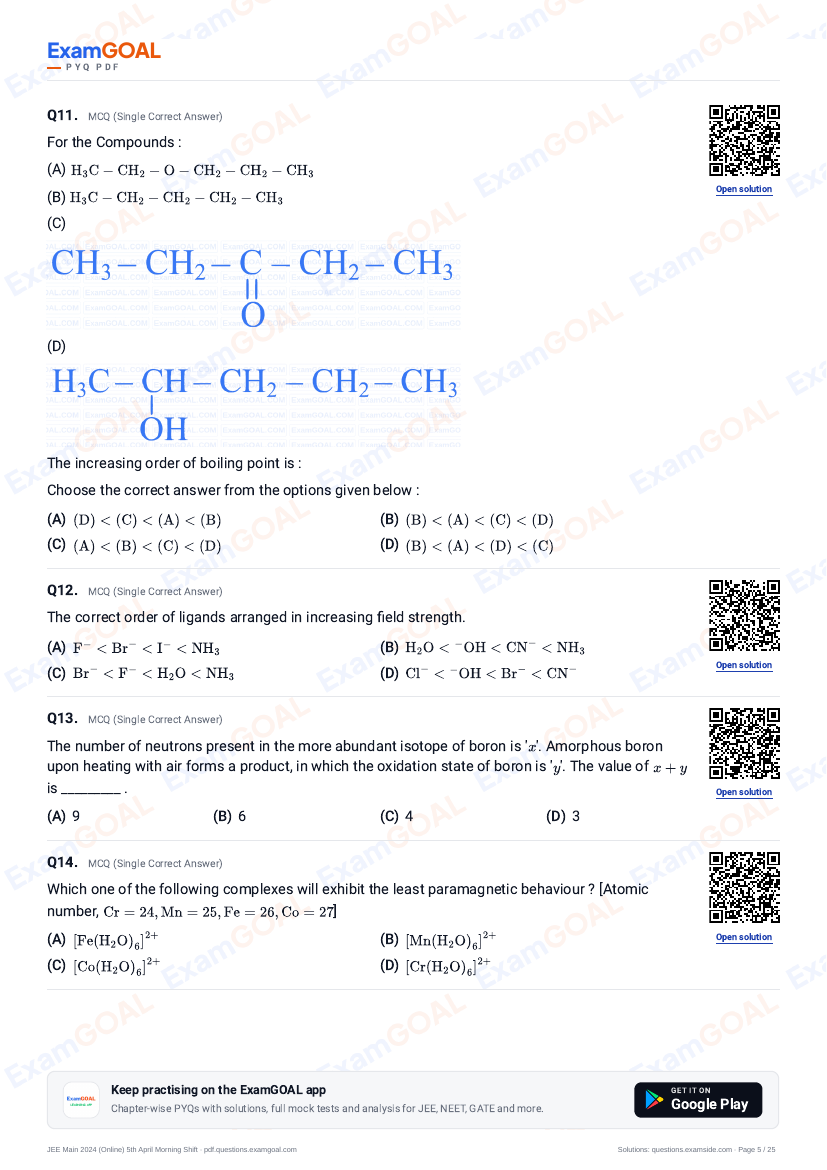 ExamGOAL
PYQ PDF
Q11. MCQ (Single Correct Answer)
For the Compounds :
(A) H₃C − CH₂ − O − CH₂ − CH₂ − CH₃
(B) H₃C − CH₂ − CH₂ − CH₂ − CH₃
(C)
CH₃ − CH₂ − C − CH₂ − CH₃
||
O
(D)
H₃C − CH − CH₂ − CH₂ − CH₃
|
OH
The increasing order of boiling point is :
Choose the correct answer from the options given below :
(A) (D) < (C) < (A) < (B) (B) (B) < (A) < (C) < (D)
(C) (A) < (B) < (C) < (D) (D) (B) < (A) < (D) < (C)
Open solution
Q12. MCQ (Single Correct Answer)
The correct order of ligands arranged in increasing field strength.
(A) F⁻ < Br⁻ < I⁻ < NH₃ (B) H₂O < ⁻OH < CN⁻ < NH₃
(C) Br⁻ < F⁻ < H₂O < NH₃ (D) Cl⁻ < ⁻OH < Br⁻ < CN⁻
Open solution
Q13. MCQ (Single Correct Answer)
The number of neutrons present in the more abundant isotope of boron is 'x'. Amorphous boron
upon heating with air forms a product, in which the oxidation state of boron is 'y'. The value of x + y
is _________ .
(A) 9 (B) 6 (C) 4 (D) 3
Open solution
Q14. MCQ (Single Correct Answer)
Which one of the following complexes will exhibit the least paramagnetic behaviour ? [Atomic
number, Cr = 24, Mn = 25, Fe = 26, Co = 27]
(A) [Fe(H₂O)₆]²⁺ (B) [Mn(H₂O)₆]²⁺
(C) [Co(H₂O)₆]²⁺ (D) [Cr(H₂O)₆]²⁺
Open solution
ExamGOAL
Keep practising on the ExamGOAL app
Chapter-wise PYQs with solutions, full mock tests and analysis for JEE, NEET, GATE and more.
GET IT ON
Google Play
JEE Main 2024 (Online) 5th April Morning Shift · pdf.questions.examgoal.com
Solutions: questions.examside.com · Page 5 / 25